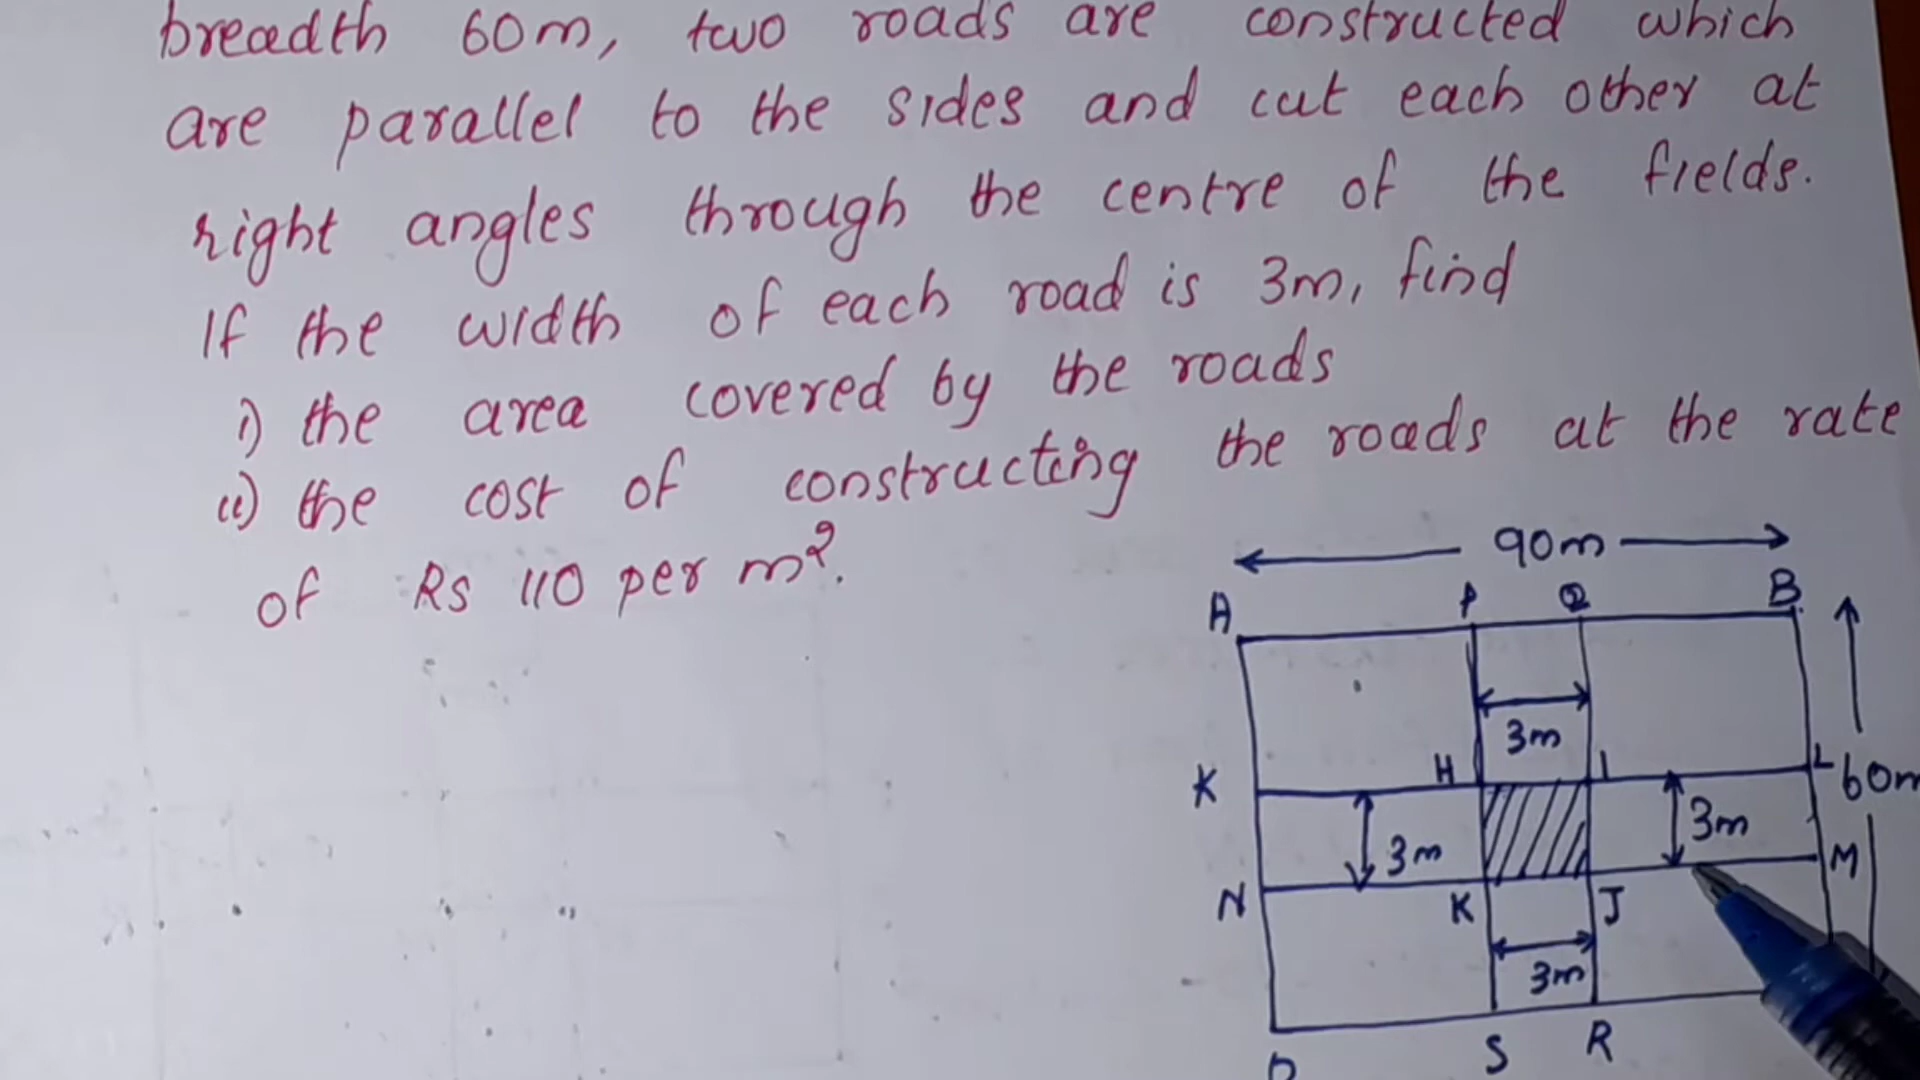 breadth 60m, two roads are constructed which
are parallel to the sides and cut each other at
right angles through the centre of the fields.
If the width of each road is 3m, find
i) the area covered by the roads
ii) the cost of constructing the roads at the rate
of Rs 110 per m².
90m
A P Q B
3m
K H I L 60m
3m 3m
N K J M
3m
D S R